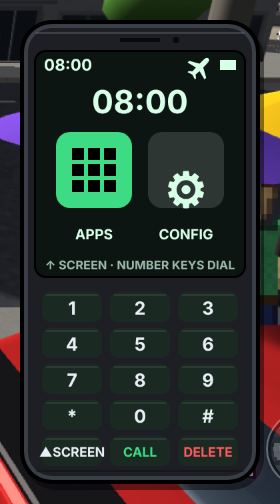 08:00
08:00
APPS CONFIG
↑ SCREEN · NUMBER KEYS DIAL
1 2 3
4 5 6
7 8 9
* 0 #
▲SCREEN CALL DELETE